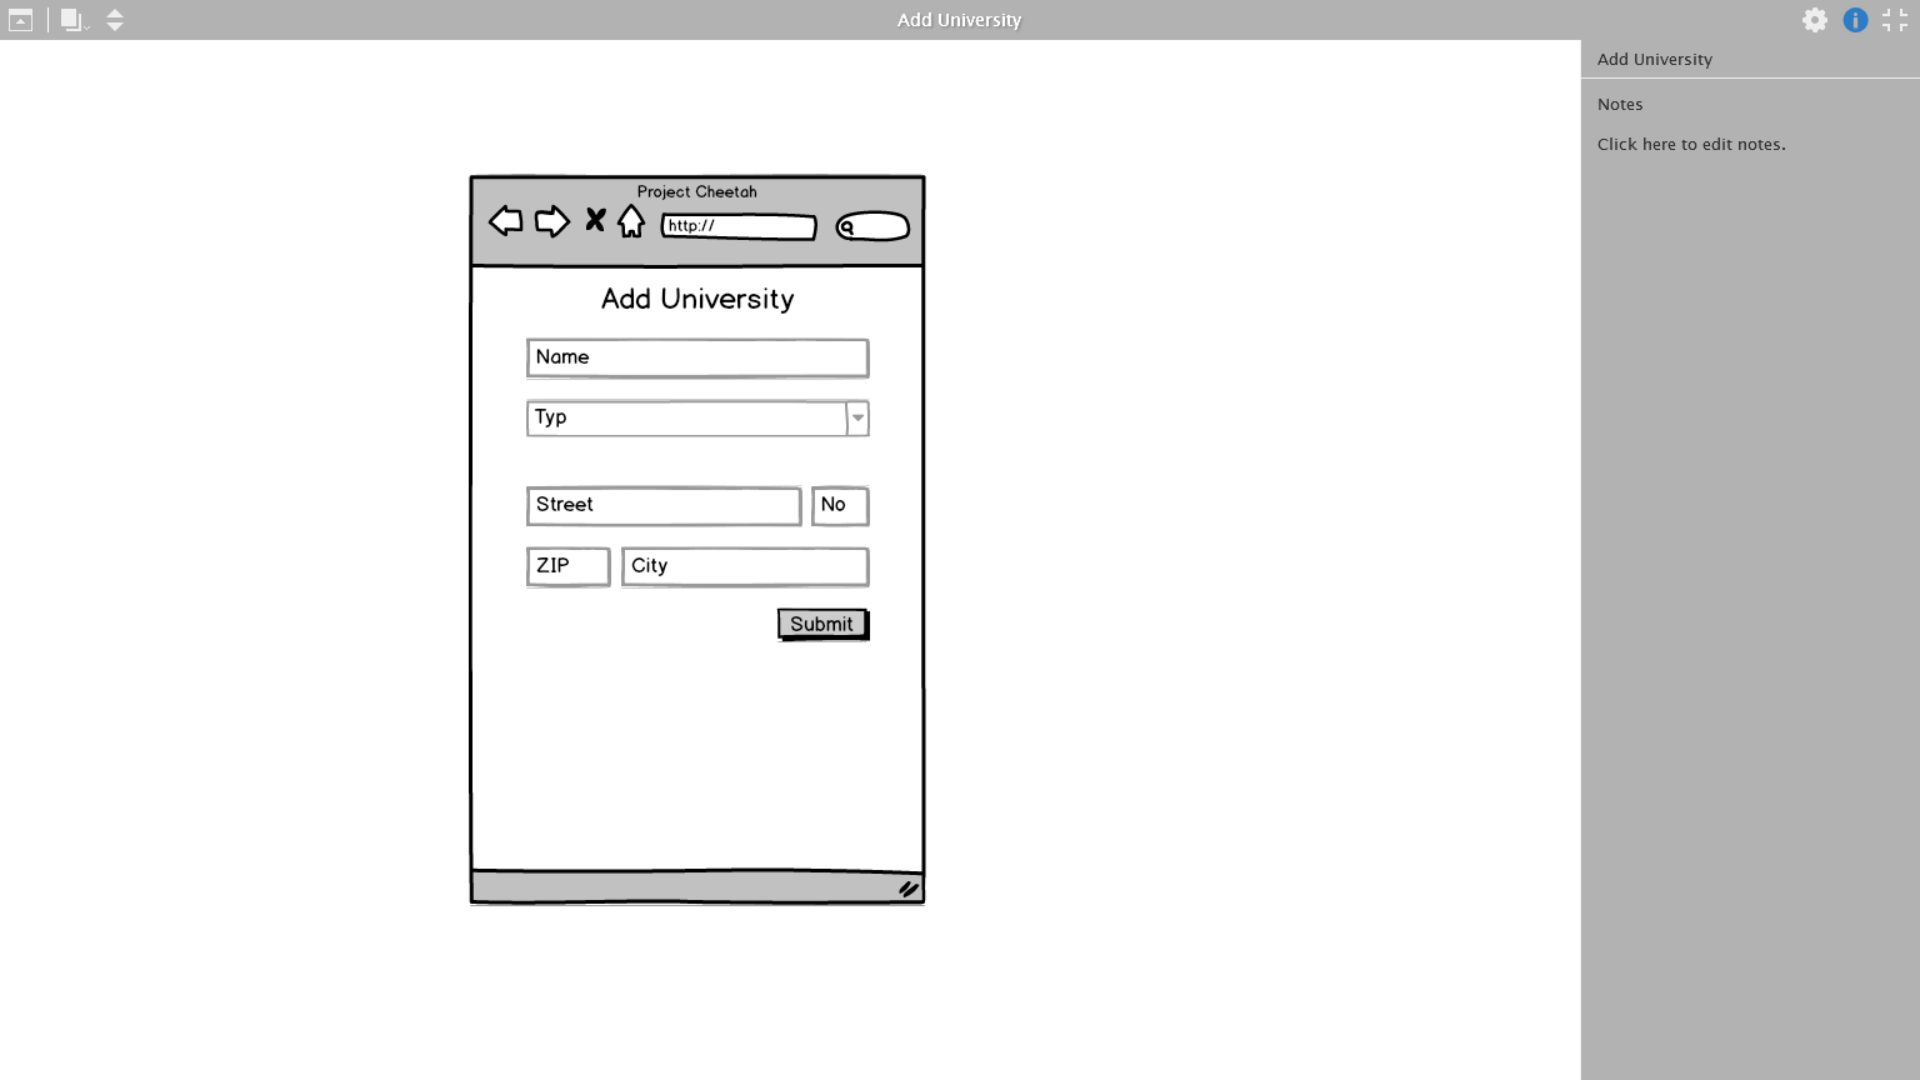 Add University
Add University
Notes
Click here to edit notes.
Project Cheetah
http://
Add University
Name
Typ
Street
No
ZIP
City
Submit